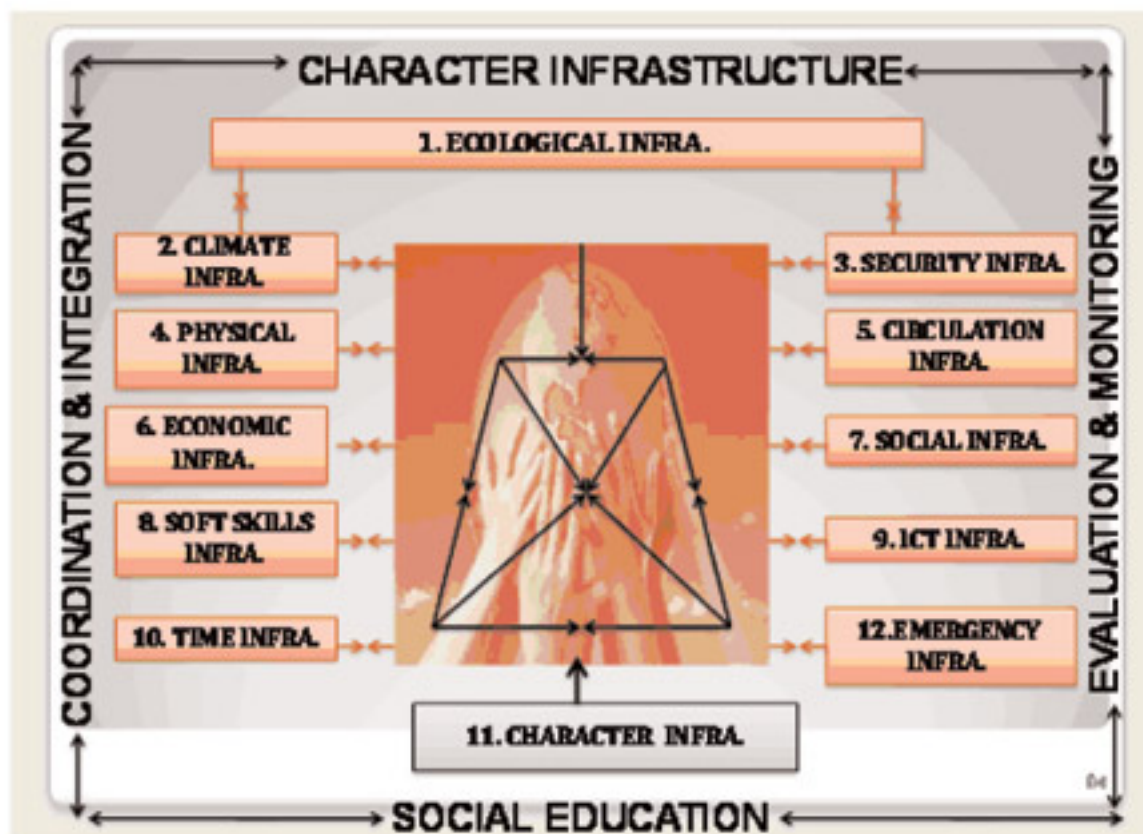 CHARACTER INFRASTRUCTURE
COORDINATION & INTEGRATION
EVALUATION & MONITORING
1. ECOLOGICAL INFRA.
2. CLIMATE
INFRA.
3. SECURITY INFRA.
4. PHYSICAL
INFRA.
5. CIRCULATION
INFRA.
6. ECONOMIC
INFRA.
7. SOCIAL INFRA.
8. SOFT SKILLS
INFRA.
9. ICT INFRA.
10. TIME INFRA.
12.EMERGENCY
INFRA.
11. CHARACTER INFRA.
SOCIAL EDUCATION